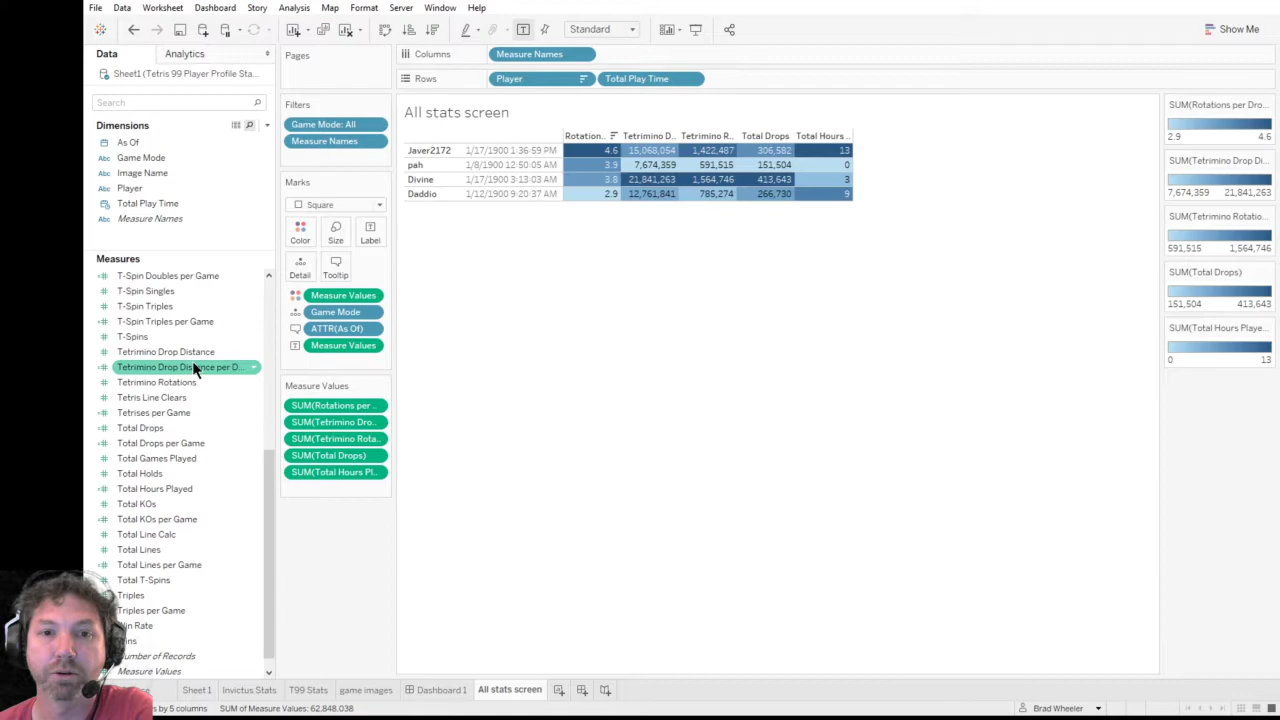 File Data Worksheet Dashboard Story Analysis Map Format Server Window Help
Standard
Show Me
Data Analytics
Sheet1 (Tetris 99 Player Profile Sta...
Search
Dimensions
As Of
Abc Game Mode
Abc Image Name
Abc Player
Total Play Time
Abc Measure Names
Measures
T-Spin Doubles per Game
T-Spin Singles
T-Spin Triples
T-Spin Triples per Game
T-Spins
Tetrimino Drop Distance
Tetrimino Drop Distance per D...
Tetrimino Rotations
Tetris Line Clears
Tetrises per Game
Total Drops
Total Drops per Game
Total Games Played
Total Holds
Total Hours Played
Total KOs
Total KOs per Game
Total Line Calc
Total Lines
Total Lines per Game
Total T-Spins
Triples
Triples per Game
in Rate
ins
umber of Records
Measure Values
Pages
Filters
Game Mode: All
Measure Names
Marks
Square
Color Size Label
Detail Tooltip
Measure Values
Game Mode
ATTR(As Of)
Measure Values
Measure Values
SUM(Rotations per ..
SUM(Tetrimino Dro..
SUM(Tetrimino Rota..
SUM(Total Drops)
SUM(Total Hours Pl..
Columns Measure Names
Rows Player Total Play Time
All stats screen
Rotation.. Tetrimino D.. Tetrimino R.. Total Drops Total Hours ..
Javer2172 1/17/1900 1:36:59 PM 4.6 15,068,054 1,422,487 306,582 13
pah 1/8/1900 12:50:05 AM 3.9 7,674,359 591,515 151,504 0
Divine 1/17/1900 3:13:03 AM 3.8 21,841,263 1,564,746 413,643 3
Daddio 1/12/1900 9:20:37 AM 2.9 12,761,841 785,274 266,730 9
SUM(Rotations per Dro...
2.9 4.6
SUM(Tetrimino Drop Di...
7,674,359 21,841,263
SUM(Tetrimino Rotatio...
591,515 1,564,746
SUM(Total Drops)
151,504 413,643
SUM(Total Hours Playe...
0 13
Sheet 1 Invictus Stats T99 Stats game images Dashboard 1 All stats screen
s by 5 columns SUM of Measure Values: 62,848,038
Brad Wheeler